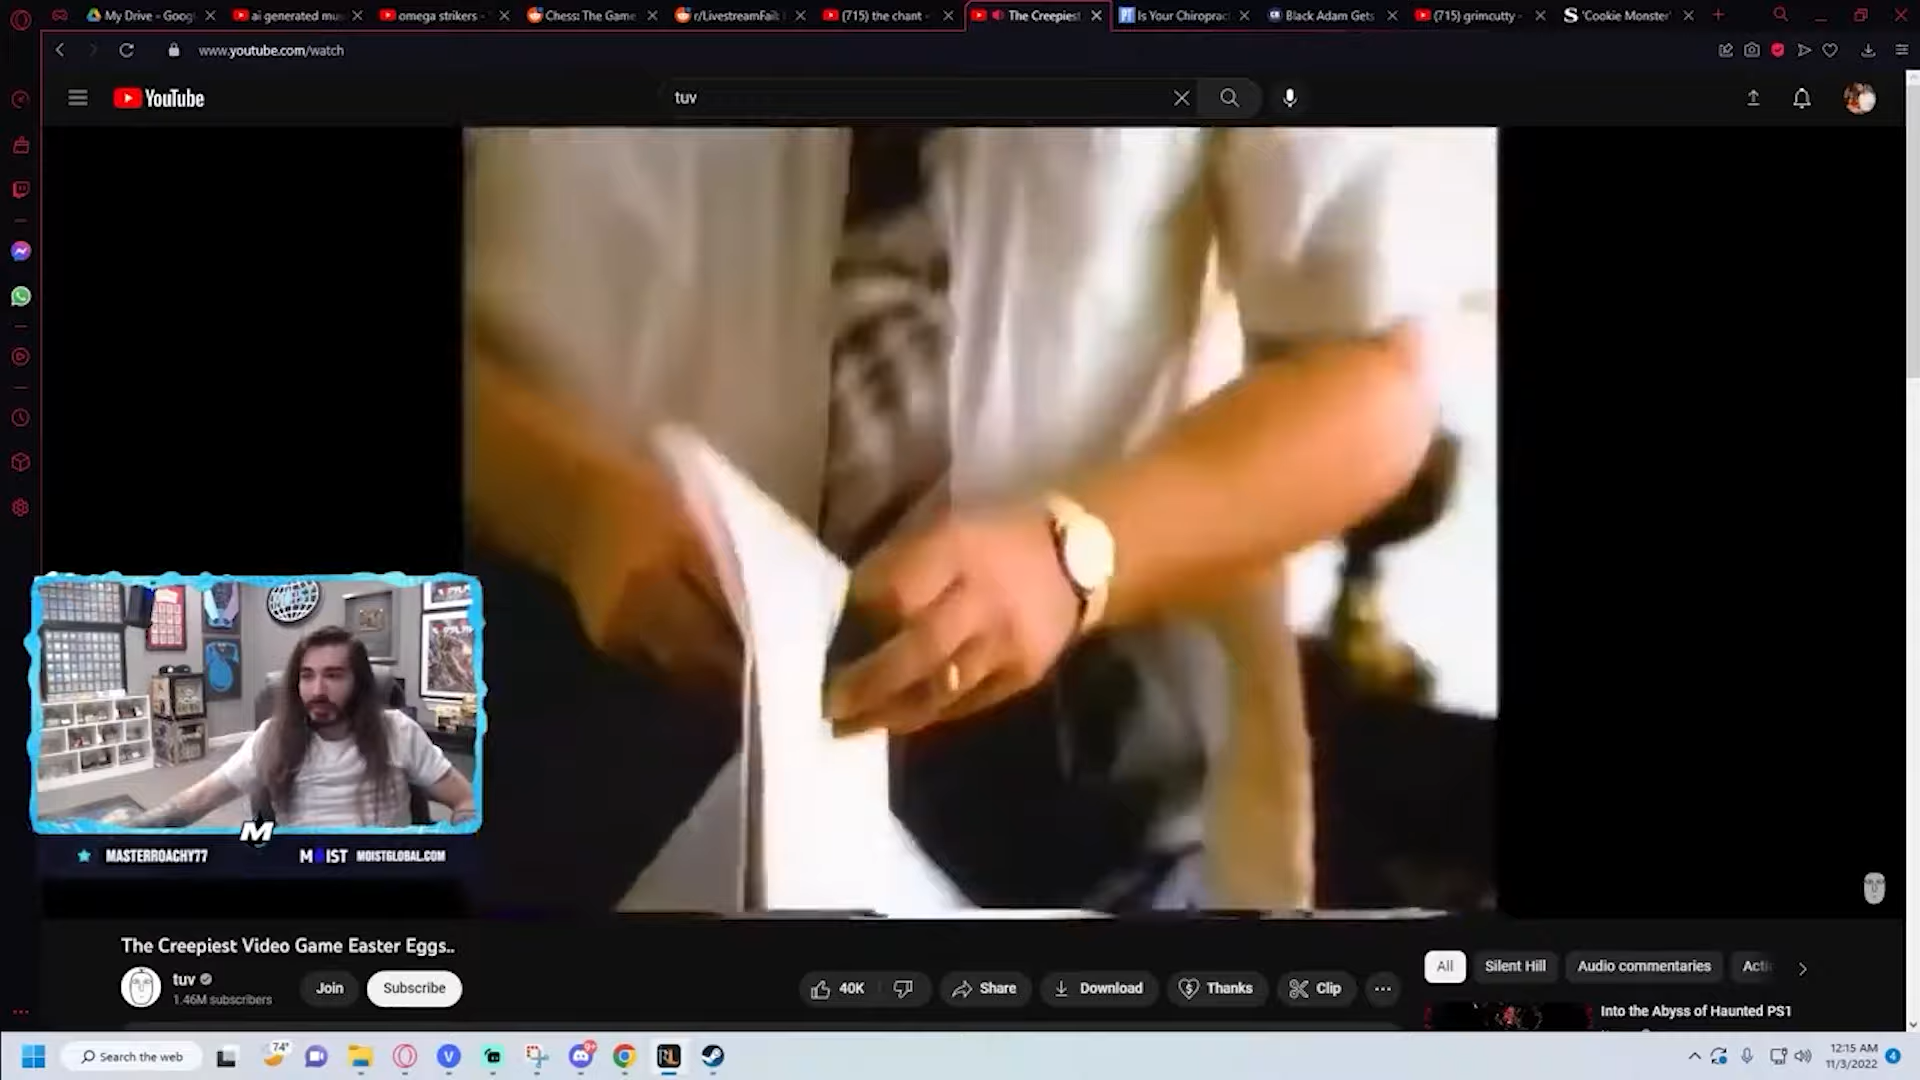 My Drive - Googl
ai generated mu
omega strikers -
Chess: The Game
r/LivestreamFail
(715) the chant -
The Creepiest
Is Your Chiroprac
Black Adam Gets
(715) grimcutty -
'Cookie Monster'
www.youtube.com/watch
YouTube
tuv
MASTERROACHY77
MOIST
MOISTGLOBAL.COM
The Creepiest Video Game Easter Eggs..
tuv
1.46M subscribers
Join
Subscribe
40K
Share
Download
Thanks
Clip
All
Silent Hill
Audio commentaries
Acti
Into the Abyss of Haunted PS1
Search the web
74°
12:15 AM
11/3/2022
4